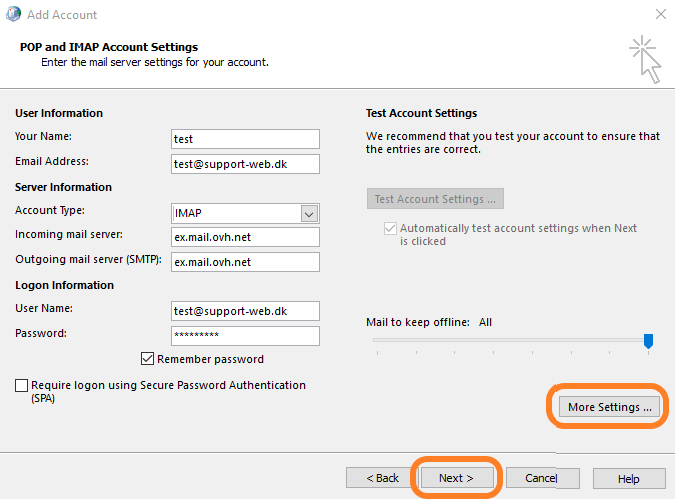 Add Account
POP and IMAP Account Settings
Enter the mail server settings for your account.
User Information
Your Name:
test
Email Address:
test@support-web.dk
Server Information
Account Type:
IMAP
Incoming mail server:
ex.mail.ovh.net
Outgoing mail server (SMTP):
ex.mail.ovh.net
Logon Information
User Name:
test@support-web.dk
Password:
*********
Remember password
Require logon using Secure Password Authentication
(SPA)
Test Account Settings
We recommend that you test your account to ensure that
the entries are correct.
Test Account Settings ...
Automatically test account settings when Next
is clicked
Mail to keep offline: All
More Settings ...
< Back
Next >
Cancel
Help